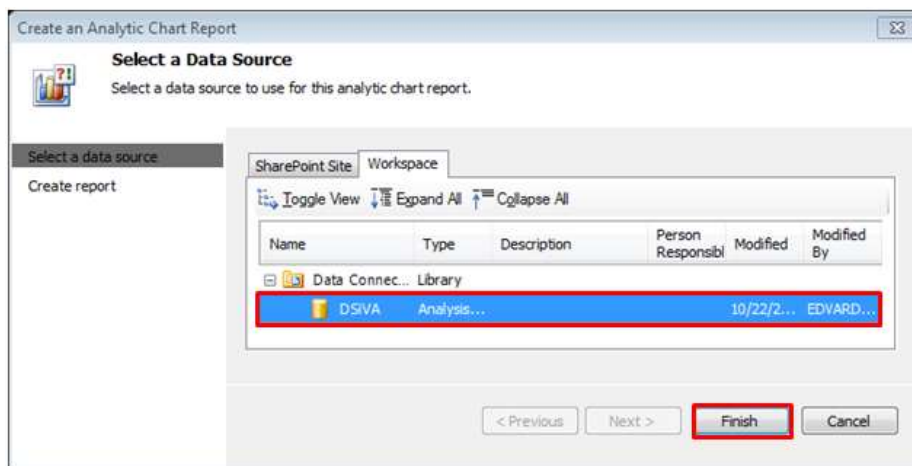 Create an Analytic Chart Report
Select a Data Source
Select a data source to use for this analytic chart report.
Select a data source
Create report
SharePoint Site Workspace
Toggle View Expand All Collapse All
Name Type Description Person Responsibl Modified Modified By
Data Connec... Library
DSIVA Analysis... 10/22/2... EDVARD...
< Previous Next > Finish Cancel